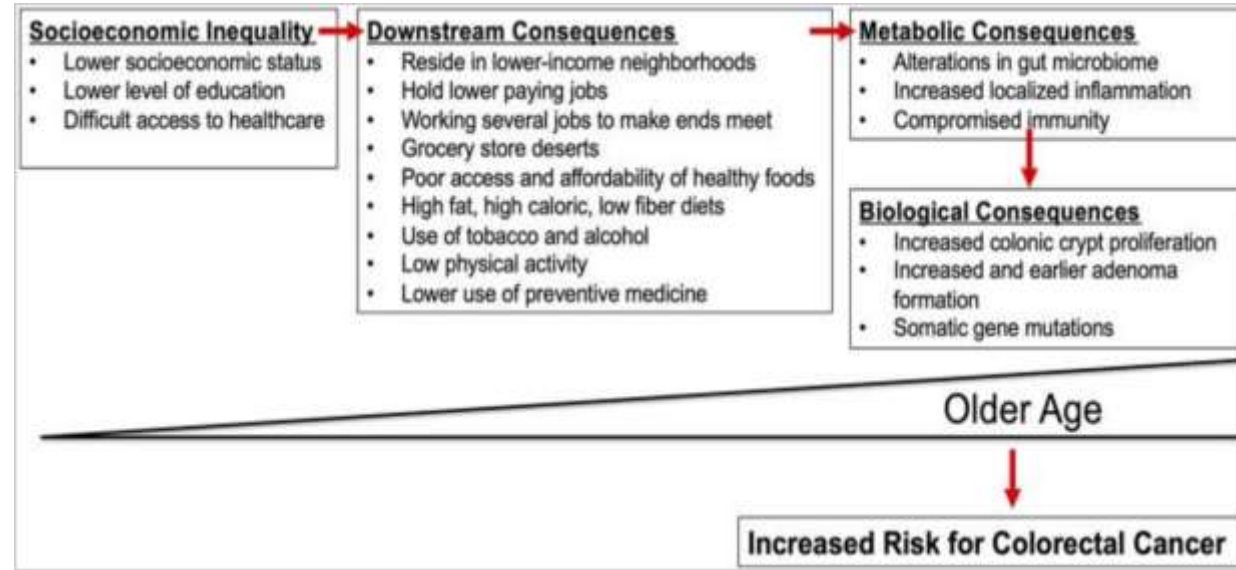 Socioeconomic Inequality
• Lower socioeconomic status
• Lower level of education
• Difficult access to healthcare
Downstream Consequences
• Reside in lower-income neighborhoods
• Hold lower paying jobs
• Working several jobs to make ends meet
• Grocery store deserts
• Poor access and affordability of healthy foods
• High fat, high caloric, low fiber diets
• Use of tobacco and alcohol
• Low physical activity
• Lower use of preventive medicine
Metabolic Consequences
• Alterations in gut microbiome
• Increased localized inflammation
• Compromised immunity
Biological Consequences
• Increased colonic crypt proliferation
• Increased and earlier adenoma
formation
• Somatic gene mutations
Older Age
Increased Risk for Colorectal Cancer